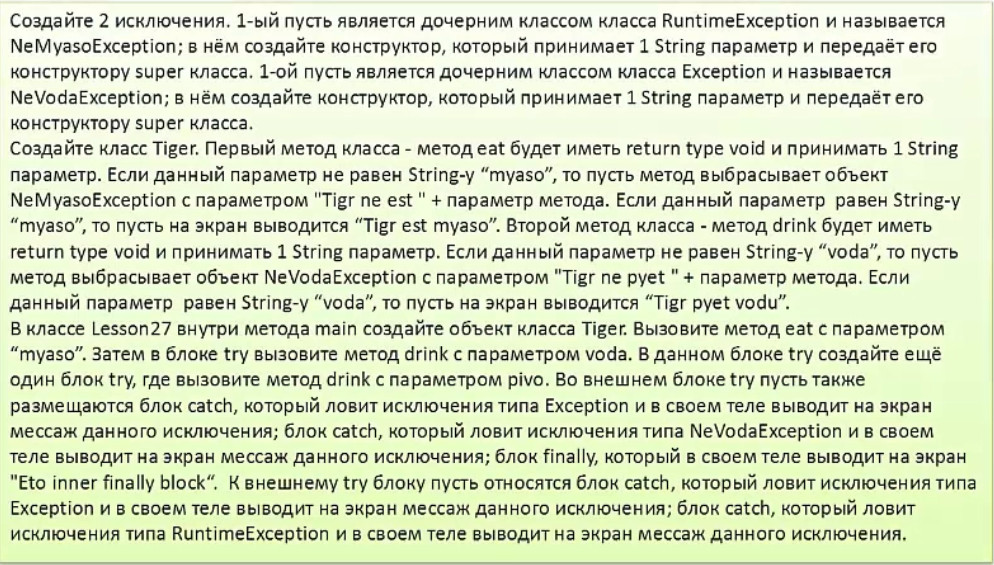 Создайте 2 исключения. 1-ый пусть является дочерним классом класса RuntimeException и называется
NeMyasoException; в нём создайте конструктор, который принимает 1 String параметр и передаёт его
конструктору super класса. 1-ой пусть является дочерним классом класса Exception и называется
NeVodaException; в нём создайте конструктор, который принимает 1 String параметр и передаёт его
конструктору super класса.
Создайте класс Tiger. Первый метод класса - метод eat будет иметь return type void и принимать 1 String
параметр. Если данный параметр не равен String-у “myaso”, то пусть метод выбрасывает объект
NeMyasoException с параметром "Tigr ne est " + параметр метода. Если данный параметр  равен String-у
“myaso”, то пусть на экран выводится “Tigr est myaso”. Второй метод класса - метод drink будет иметь
return type void и принимать 1 String параметр. Если данный параметр не равен String-у “voda”, то пусть
метод выбрасывает объект NeVodaException с параметром "Tigr ne pyet " + параметр метода. Если
данный параметр  равен String-у “voda”, то пусть на экран выводится “Tigr pyet vodu”.
В классе Lesson27 внутри метода main создайте объект класса Tiger. Вызовите метод eat с параметром
“myaso”. Затем в блоке try вызовите метод drink с параметром voda. В данном блоке try создайте ещё
один блок try, где вызовите метод drink с параметром pivo. Во внешнем блоке try пусть также
размещаются блок catch, который ловит исключения типа Exception и в своем теле выводит на экран
мессаж данного исключения; блок catch, который ловит исключения типа NeVodaException и в своем
теле выводит на экран мессаж данного исключения; блок finally, который в своем теле выводит на экран
"Eto inner finally block“.  К внешнему try блоку пусть относятся блок catch, который ловит исключения типа
Exception и в своем теле выводит на экран мессаж данного исключения; блок catch, который ловит
исключения типа RuntimeException и в своем теле выводит на экран мессаж данного исключения.